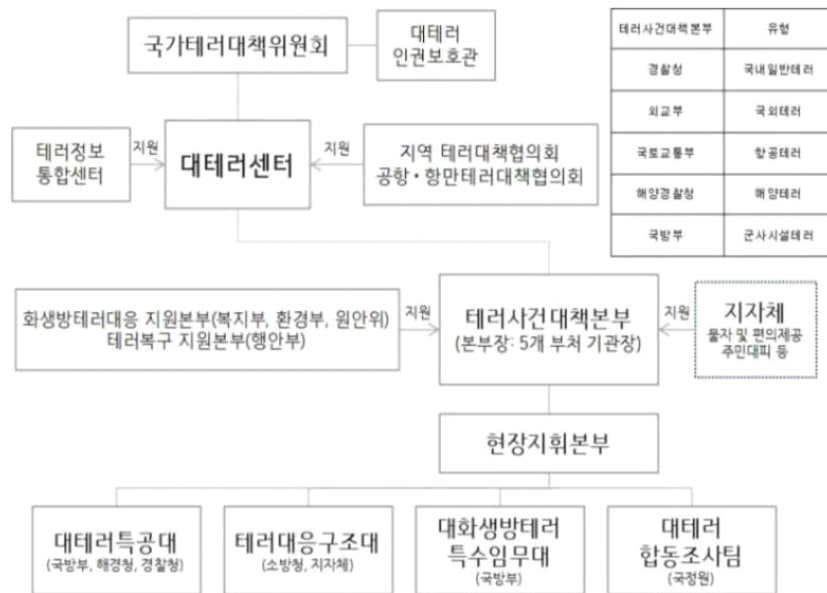 국가테러대책위원회
대테러
인권보호관
테러사건대책본부 유형
경찰청 국내일반테러
외교부 국외테러
국토교통부 항공테러
해양경찰청 해양테러
국방부 군사시설테러
테러정보
통합센터
지원
대테러센터
지원
지역 테러대책협의회
공항・항만테러대책협의회
화생방테러대응 지원본부(복지부, 환경부, 원안위)
테러복구 지원본부(행안부)
지원
테러사건대책본부
(본부장: 5개 부처 기관장)
지원
지자체
물자 및 편의제공
주민대피 등
현장지휘본부
대테러특공대
(국방부, 해경청, 경찰청)
테러대응구조대
(소방청, 지자체)
대화생방테러
특수임무대
(국방부)
대테러
합동조사팀
(국정원)